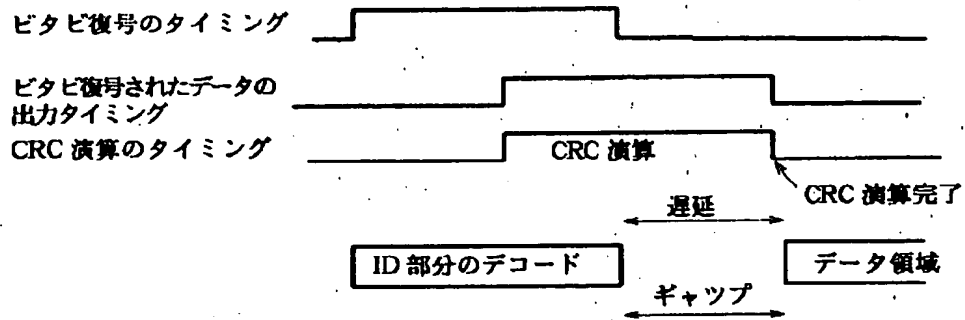 ビタビ復号のタイミング
ビタビ復号されたデータの
出力タイミング
CRC 演算のタイミング
CRC 演算
CRC 演算完了
遅延
ID 部分のデコード
データ領域
ギャツプ